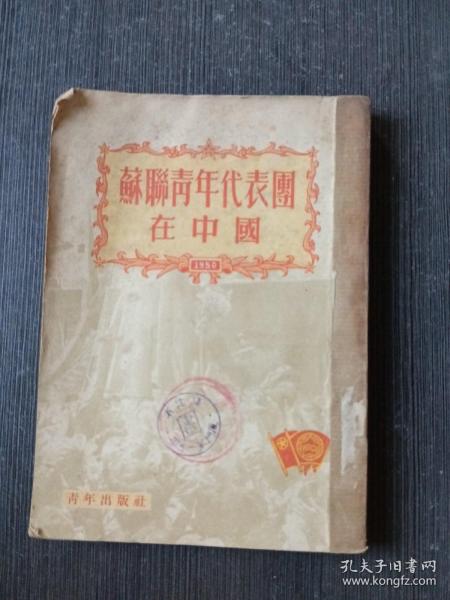 蘇聯青年代表團
在中國
1950
青年出版社
孔夫子旧书网
www.kongfz.com